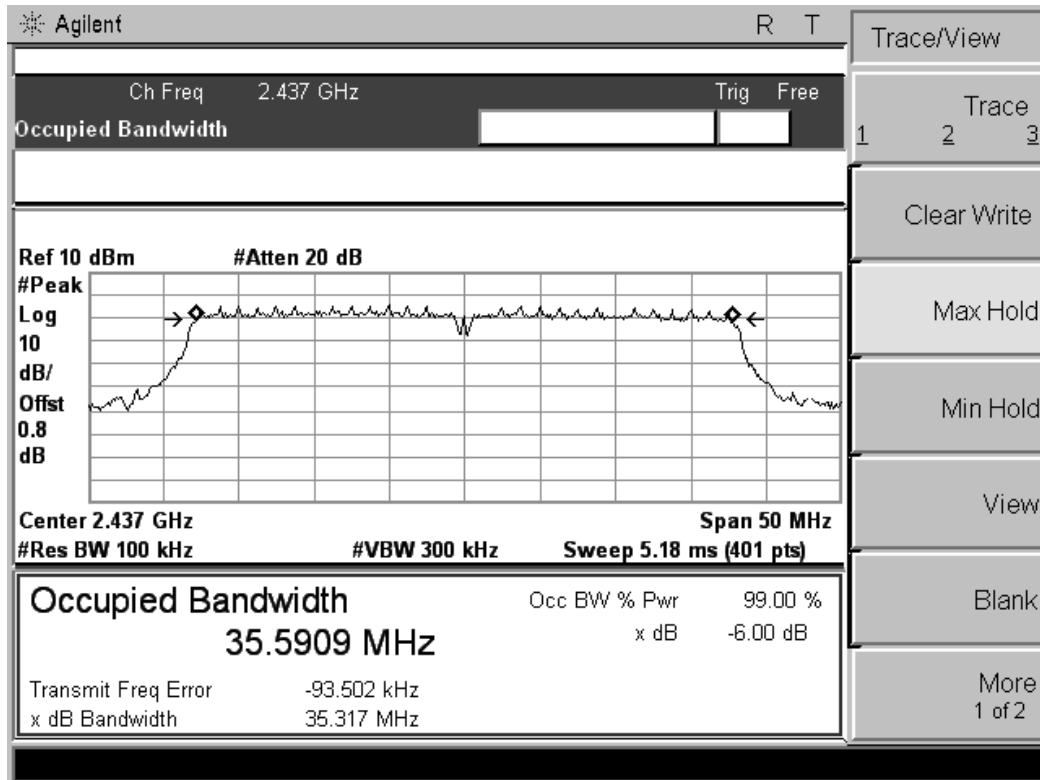 Agilent R T
Trace/View
Ch Freq 2.437 GHz Trig Free
Occupied Bandwidth
Trace
1 2 3
Clear Write
Max Hold
Min Hold
View
Blank
More
1 of 2
Ref 10 dBm #Atten 20 dB
#Peak
Log
10
dB/
Offst
0.8
dB
Center 2.437 GHz Span 50 MHz
#Res BW 100 kHz #VBW 300 kHz Sweep 5.18 ms (401 pts)
Occupied Bandwidth
35.5909 MHz
Occ BW % Pwr 99.00 %
x dB -6.00 dB
Transmit Freq Error -93.502 kHz
x dB Bandwidth 35.317 MHz